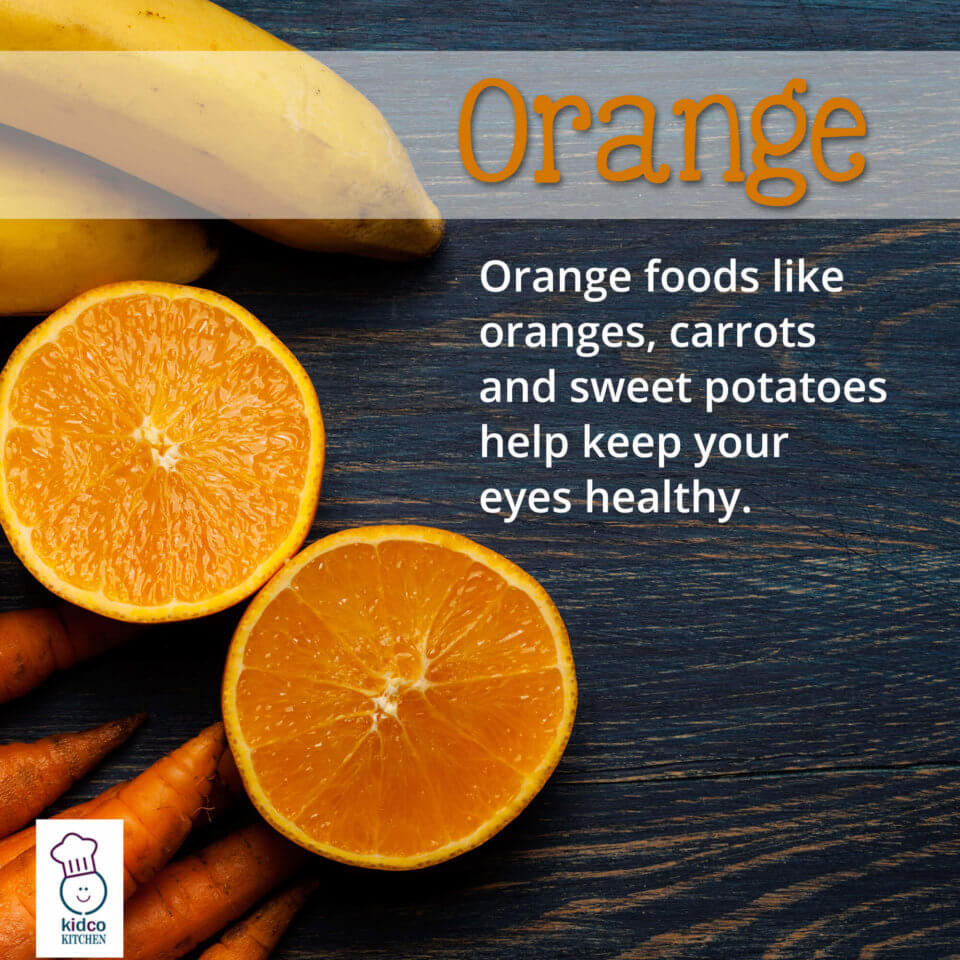 Orange
Orange foods like
oranges, carrots
and sweet potatoes
help keep your
eyes healthy.
kidco
KITCHEN